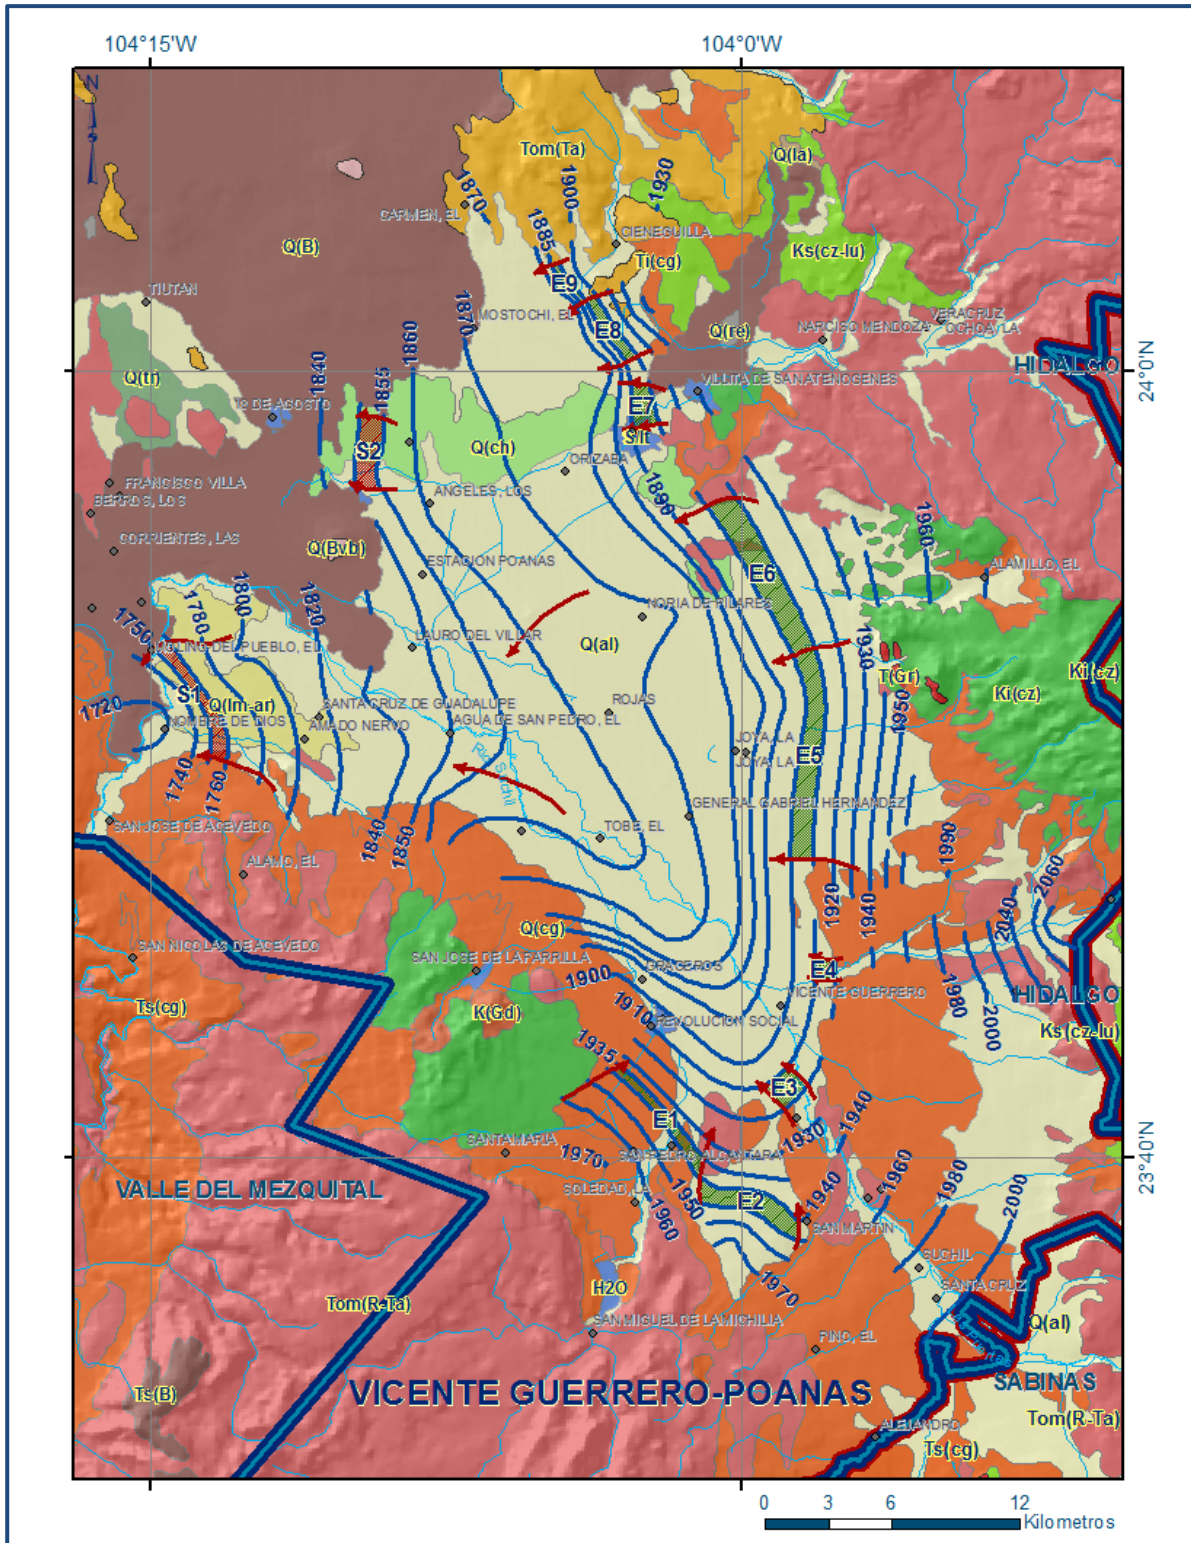 104°15'W
104°0'W
N
S
Tom(Ta)
Q(la)
1930
1900
1870
CARMEN, EL
1885
CIENEGUILLA
Q(B)
Ks(cz-lu)
Ti(cg)
E9
TIUTAN
1870
MOSTOCHI, EL
VERACRUZ
NARCISO MENDOZA
OCHOA, LA
1860
E8
Q(re)
HIDALGO
24°0'N
1840
1855
Q(tr)
VILLITA DE SAN ATENOGENES
1º DE AGOSTO
E7
S/It
S2
Q(ch)
ORIZABA
FRANCISCO VILLA
BERROS, LOS
ANGELES, LOS
1890
1960
CORRIENTES, LAS
Q(Bvb)
ESTACION POANAS
E6
ALAMILLO, EL
1800
1820
NORIA DE PILARES
1780
1750
MOLINO DEL PUEBLO, EL
LAURO DEL VILLAR
Q(al)
1930
T(Gr)
Ki(cz)
Ki(cz)
S1
1720
Q(lm-ar)
SANTA CRUZ DE GUADALUPE
ROJAS
1950
NOMBRE DE DIOS
AMADO NERVO
AGUA DE SAN PEDRO, EL
JOYA, LA
JOYA, LA
E5
1740
1760
Rio Suchil
GENERAL GABRIEL HERNANDEZ
SAN JOSE DE ACEVEDO
1840
1850
TOBE, EL
1990
ALAMO, EL
2060
1920
1940
2040
Q(cg)
SAN NICOLAS DE ACEVEDO
SAN JOSE DE LA PARRILLA
1900
GRACEROS
E4
1980
HIDALGO
Ts(cg)
K(Gd)
1910
VICENTE GUERRERO
2000
REVOLUCION SOCIAL
Ks(cz-lu)
1935
E3
1940
E1
1930
SANTA MARIA
1970
SAN PEDRO ALCANTARA
23°40'N
VALLE DEL MEZQUITAL
SOLEDAD, LA
1950
E2
1940
1960
1980
2000
1960
SAN MARTIN
SUCHIL
1970
H2O
SANTA CRUZ
Tom(R-Ta)
SAN MIGUEL DE LA MICHILIA
Q(al)
PINO, EL
Ts(B)
VICENTE GUERRERO-POANAS
SABINAS
Tom(R-Ta)
ALEJANDRO
Ts(cg)
0 3 6 12
Kilometros